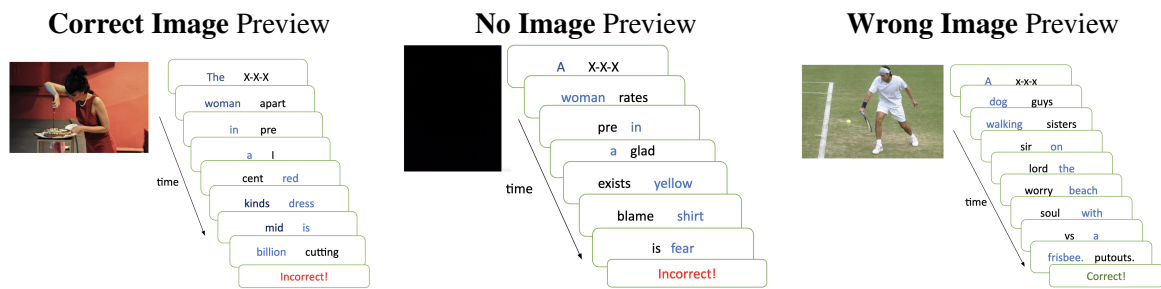 Correct Image Preview
The X-X-X
woman apart
in pre
a I
cent red
kinds dress
mid is
billion cutting
Incorrect!
time
No Image Preview
A X-X-X
woman rates
pre in
a glad
exists yellow
blame shirt
is fear
Incorrect!
time
Wrong Image Preview
A x-x-x
dog guys
walking sisters
sir on
lord the
worry beach
soul with
vs a
frisbee. putouts.
Correct!
time